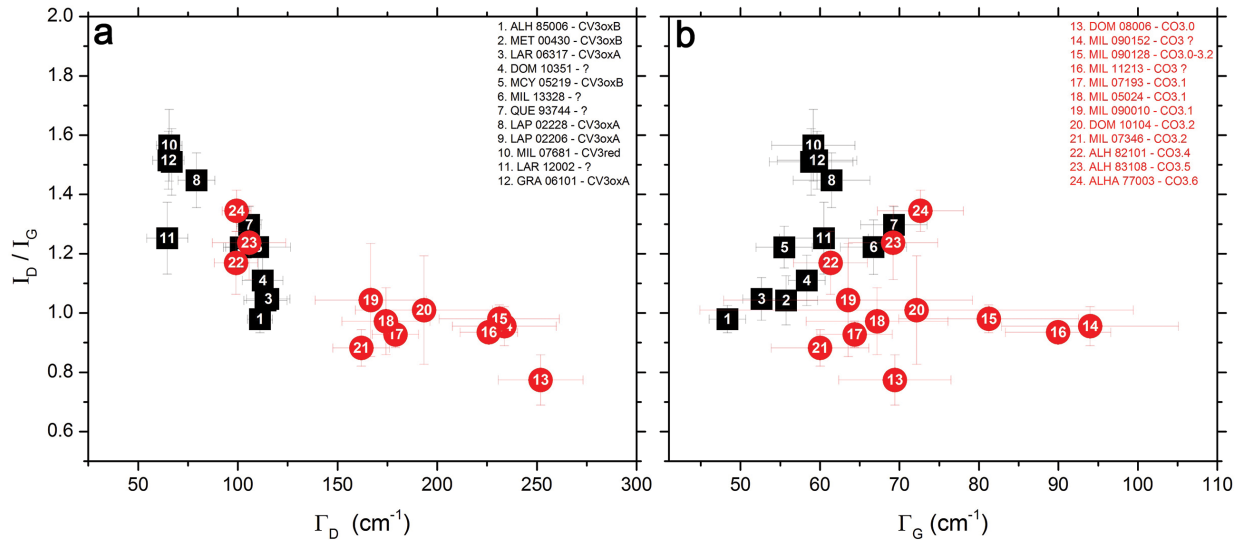 a
1. ALH 85006 - CV3oxB
2. MET 00430 - CV3oxB
3. LAR 06317 - CV3oxA
4. DOM 10351 - ?
5. MCY 05219 - CV3oxB
6. MIL 13328 - ?
7. QUE 93744 - ?
8. LAP 02228 - CV3oxA
9. LAP 02206 - CV3oxA
10. MIL 07681 - CV3red
11. LAR 12002 - ?
12. GRA 06101 - CV3oxA
b
13. DOM 08006 - CO3.0
14. MIL 090152 - CO3 ?
15. MIL 090128 - CO3.0-3.2
16. MIL 11213 - CO3 ?
17. MIL 07193 - CO3.1
18. MIL 05024 - CO3.1
19. MIL 090010 - CO3.1
20. DOM 10104 - CO3.2
21. MIL 07346 - CO3.2
22. ALH 82101 - CO3.4
23. ALH 83108 - CO3.5
24. ALHA 77003 - CO3.6
I_D / I_G
2.0
1.8
1.6
1.4
1.2
1.0
0.8
0.6
10
12
8
24
7
11
23
22
4
3
1
19
20
18
15
16
17
21
13
10
12
8
24
7
11
5
6
23
22
4
3
2
19
20
1
18
15
14
17
16
21
13
50 100 150 200 250 300
50 60 70 80 90 100 110
Γ_D (cm⁻¹)
Γ_G (cm⁻¹)